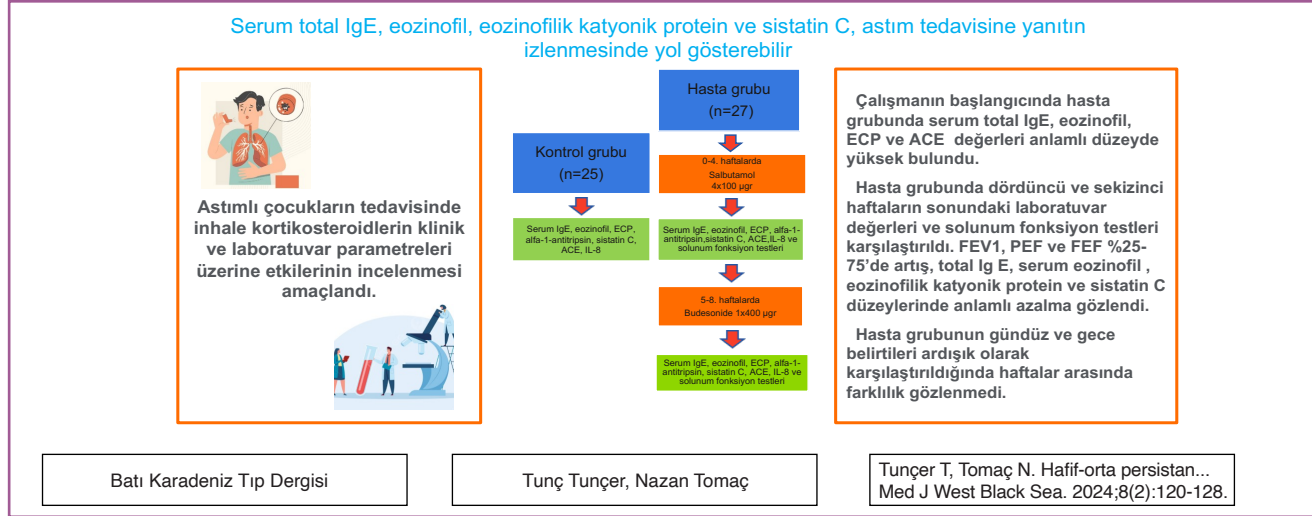 Serum total IgE, eozinofil, eozinofilik katyonik protein ve sistatin C, astım tedavisine yanıtın
izlenmesinde yol gösterebilir
Astımlı çocukların tedavisinde
inhale kortikosteroidlerin klinik
ve laboratuvar parametreleri
üzerine etkilerinin incelenmesi
amaçlandı.
Kontrol grubu
(n=25)
Serum IgE, eozinofil, ECP,
alfa-1-antitripsin, sistatin C,
ACE, IL-8
Hasta grubu
(n=27)
0-4. haftalarda
Salbutamol
4x100 µgr
Serum IgE, eozinofil, ECP, alfa-1-
antitripsin,sistatin C, ACE,IL-8 ve
solunum fonksiyon testleri
5-8. haftalarda
Budesonide 1x400 µgr
Serum IgE, eozinofil, ECP, alfa-1-
antitripsin, sistatin C, ACE, IL-8 ve
solunum fonksiyon testleri
Çalışmanın başlangıcında hasta
grubunda serum total IgE, eozinofil,
ECP ve ACE değerleri anlamlı düzeyde
yüksek bulundu.
Hasta grubunda dördüncü ve sekizinci
haftaların sonundaki laboratuvar
değerleri ve solunum fonksiyon testleri
karşılaştırıldı. FEV1, PEF ve FEF %25-
75’de artış, total Ig E, serum eozinofil ,
eozinofilik katyonik protein ve sistatin C
düzeylerinde anlamlı azalma gözlendi.
Hasta grubunun gündüz ve gece
belirtileri ardışık olarak
karşılaştırıldığında haftalar arasında
farklılık gözlenmedi.
Batı Karadeniz Tıp Dergisi
Tunç Tunçer, Nazan Tomaç
Tunçer T, Tomaç N. Hafif-orta persistan...
Med J West Black Sea. 2024;8(2):120-128.